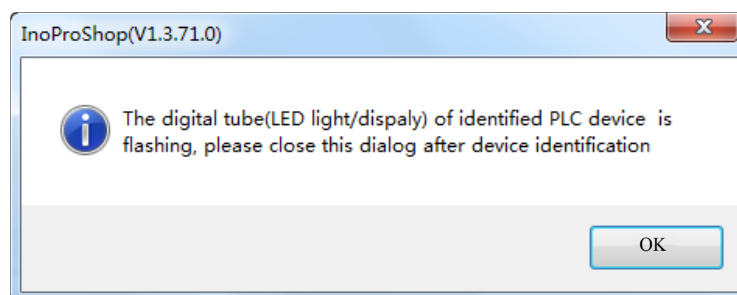 InoProShop(V1.3.71.0)
The digital tube(LED light/dispaly) of identified PLC device  is
flashing, please close this dialog after device identification
OK